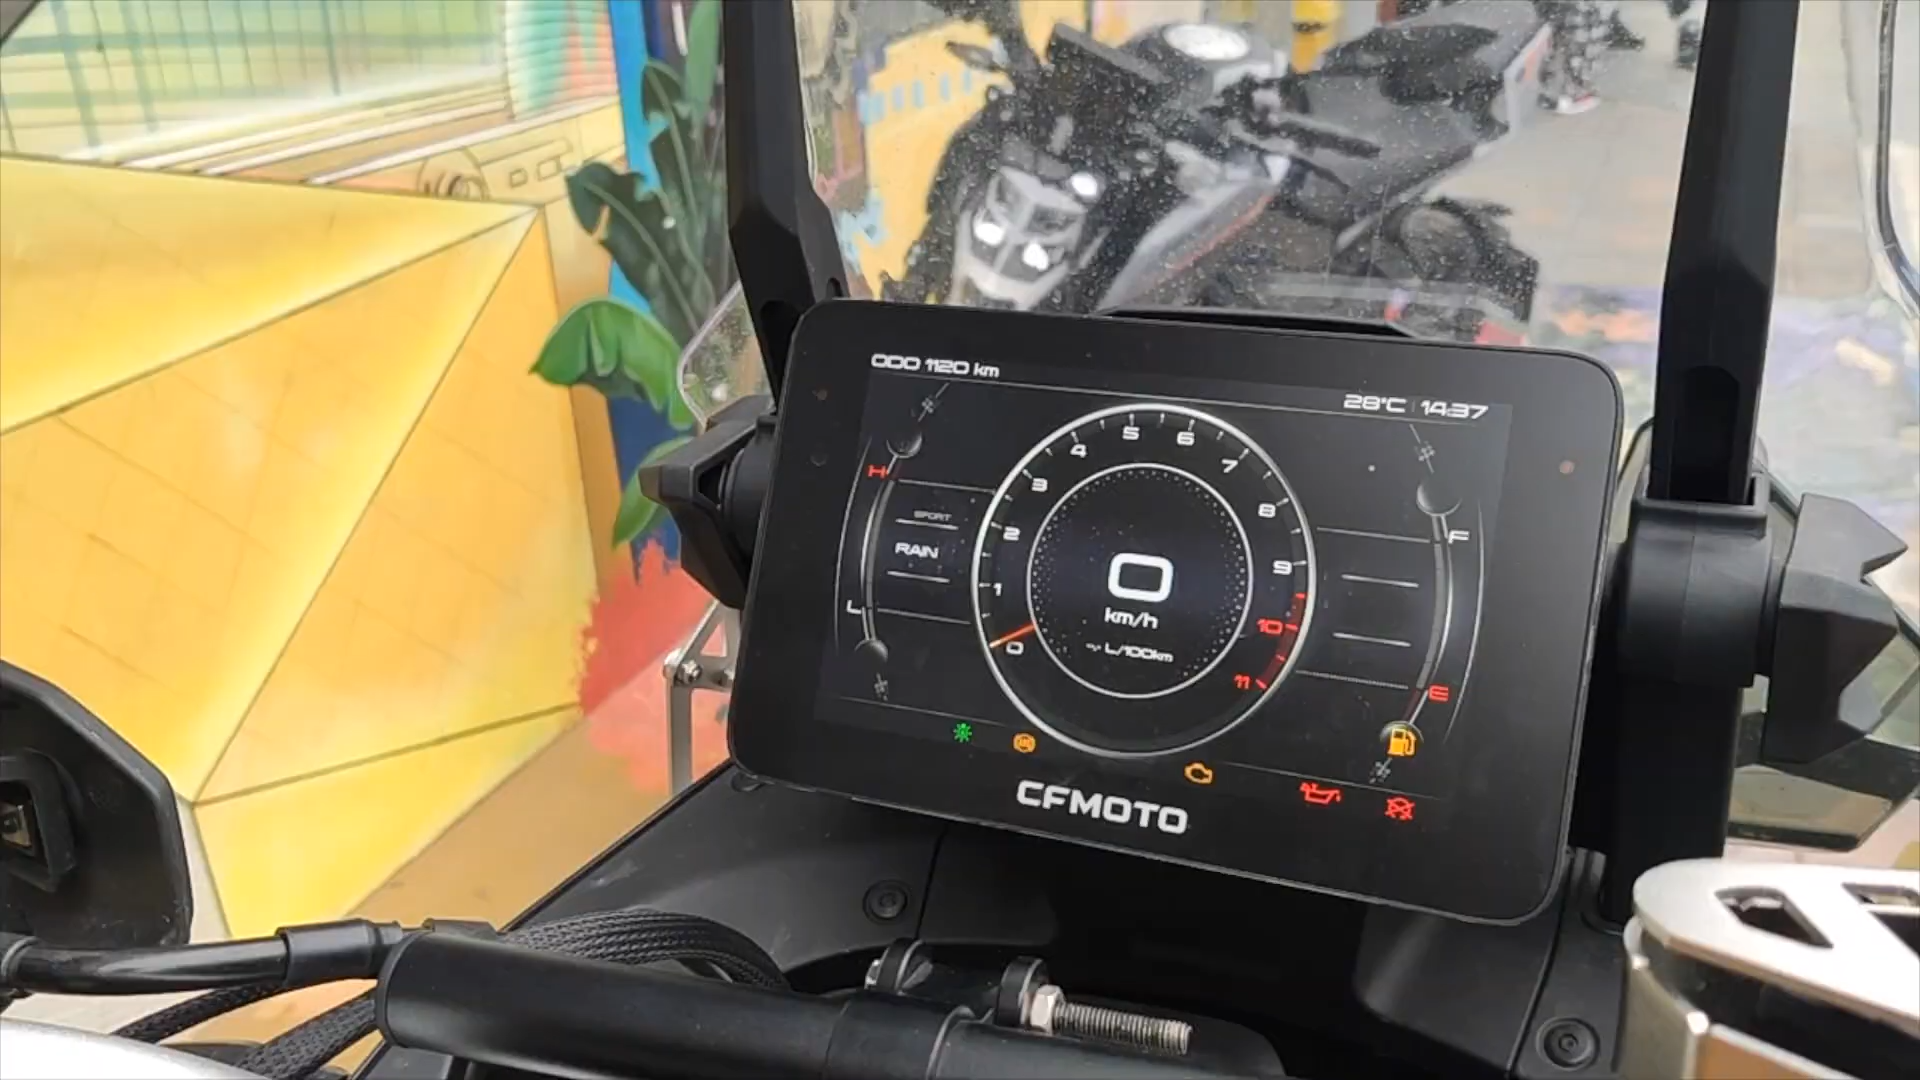 ODO 1120 km
28°C 14:37
H
SPORT
RAIN
L
0
1
2
3
4
5
6
7
8
9
10
11
0
km/h
-.- L/100km
F
E
CFMOTO